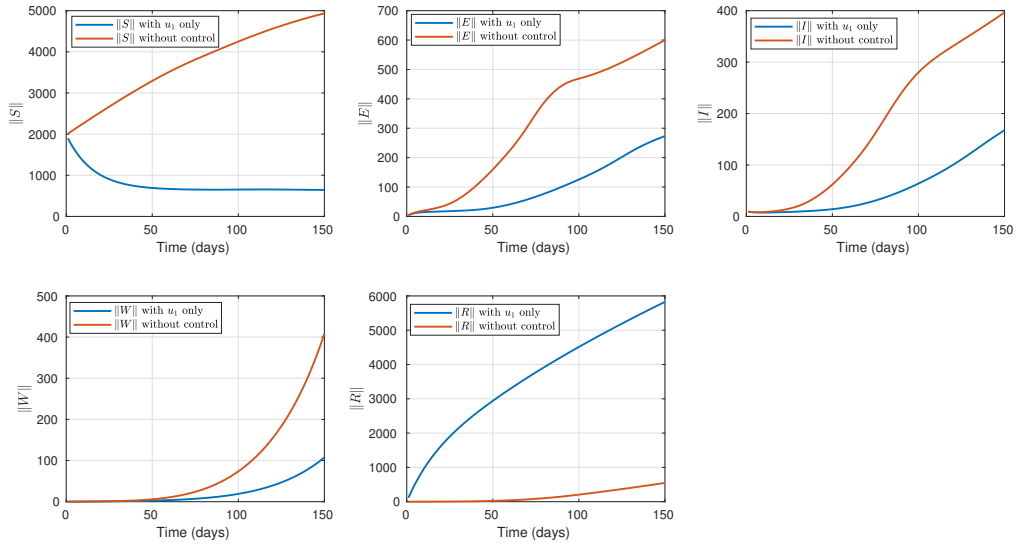 5000
4000
3000
2000
1000
0
‖S‖
‖S‖ with u₁ only
‖S‖ without control
0 50 100 150
Time (days)
700
600
500
400
300
200
100
0
‖E‖
‖E‖ with u₁ only
‖E‖ without control
0 50 100 150
Time (days)
400
300
200
100
0
‖I‖
‖I‖ with u₁ only
‖I‖ without control
0 50 100 150
Time (days)
500
400
300
200
100
0
‖W‖
‖W‖ with u₁ only
‖W‖ without control
0 50 100 150
Time (days)
6000
5000
4000
3000
2000
1000
0
‖R‖
‖R‖ with u₁ only
‖R‖ without control
0 50 100 150
Time (days)